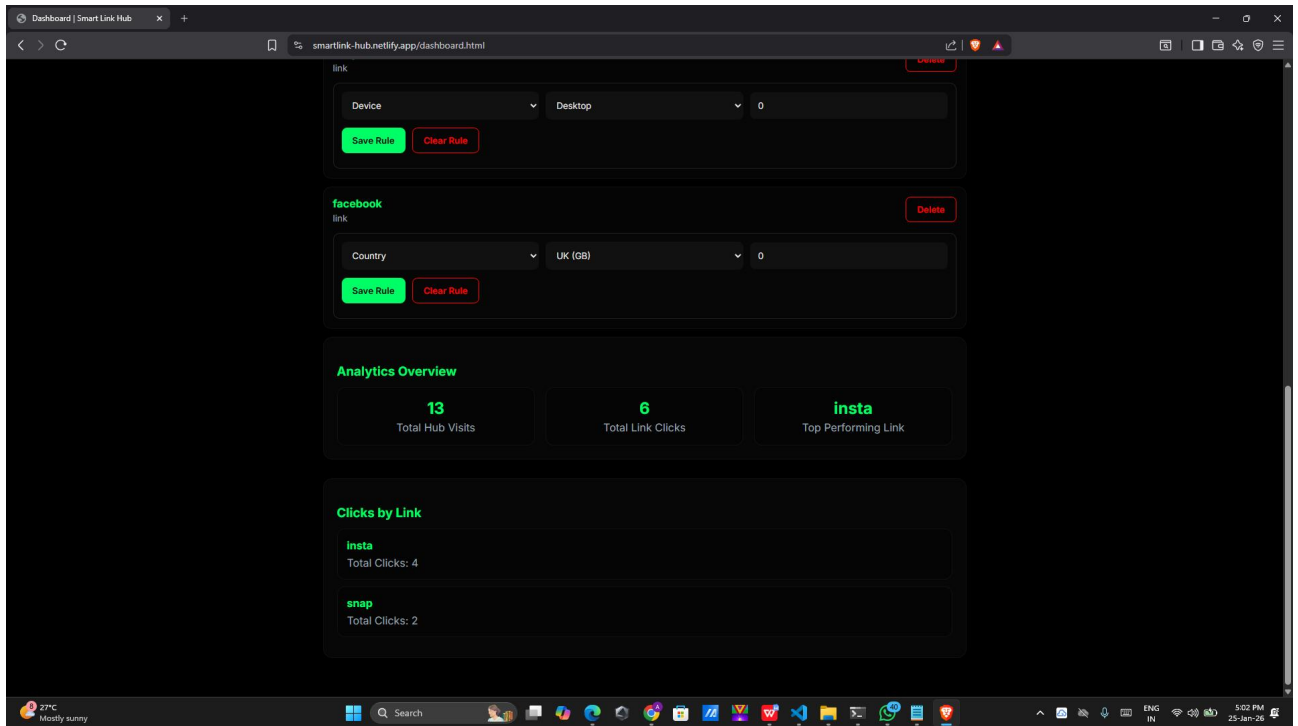 Dashboard | Smart Link Hub
smartlink-hub.netlify.app/dashboard.html
link
Delete
Device
Desktop
0
Save Rule
Clear Rule
facebook
link
Delete
Country
UK (GB)
0
Save Rule
Clear Rule
Analytics Overview
13
Total Hub Visits
6
Total Link Clicks
insta
Top Performing Link
Clicks by Link
insta
Total Clicks: 4
snap
Total Clicks: 2
8
27°C
Mostly sunny
Search
40
ENG
IN
5:02 PM
25-Jan-26